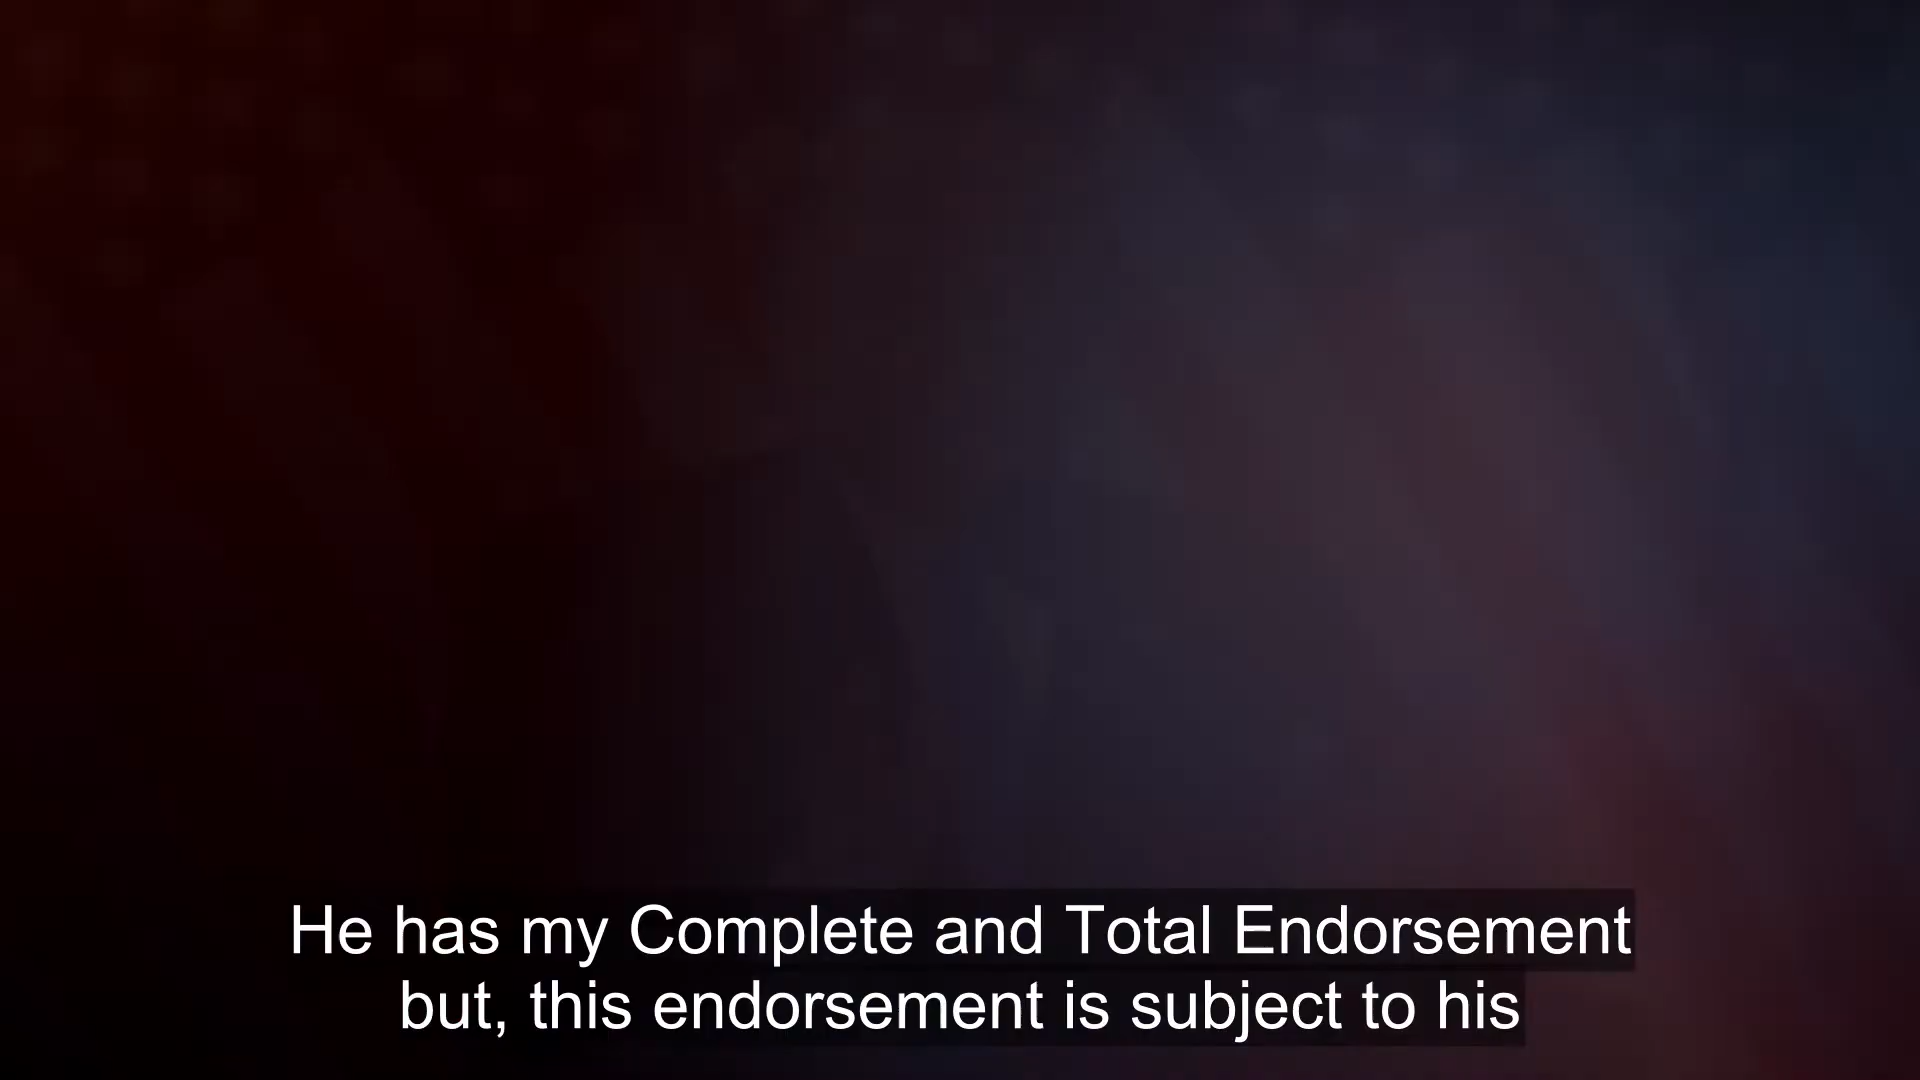 He has my Complete and Total Endorsement
but, this endorsement is subject to his